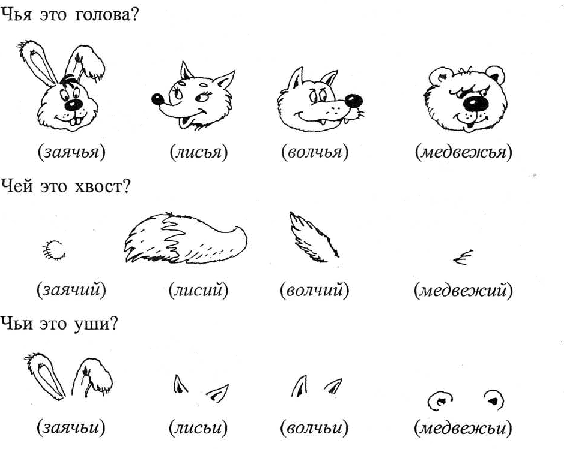 Чья это голова?
(заячья) (лисья) (волчья) (медвежья)
Чей это хвост?
(заячий) (лисий) (волчий) (медвежий)
Чьи это уши?
(заячьи) (лисьи) (волчьи) (медвежьи)